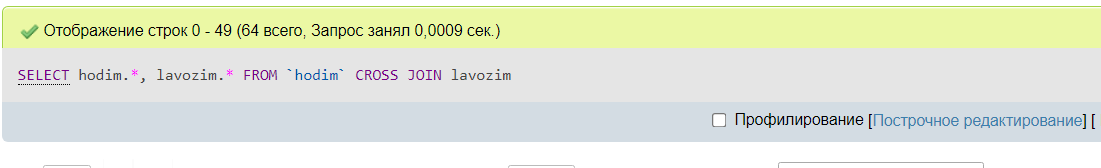 Отображение строк 0 - 49 (64 всего, Запрос занял 0,0009 сек.)
SELECT hodim.*, lavozim.* FROM `hodim` CROSS JOIN lavozim
Профилирование [Построчное редактирование] [